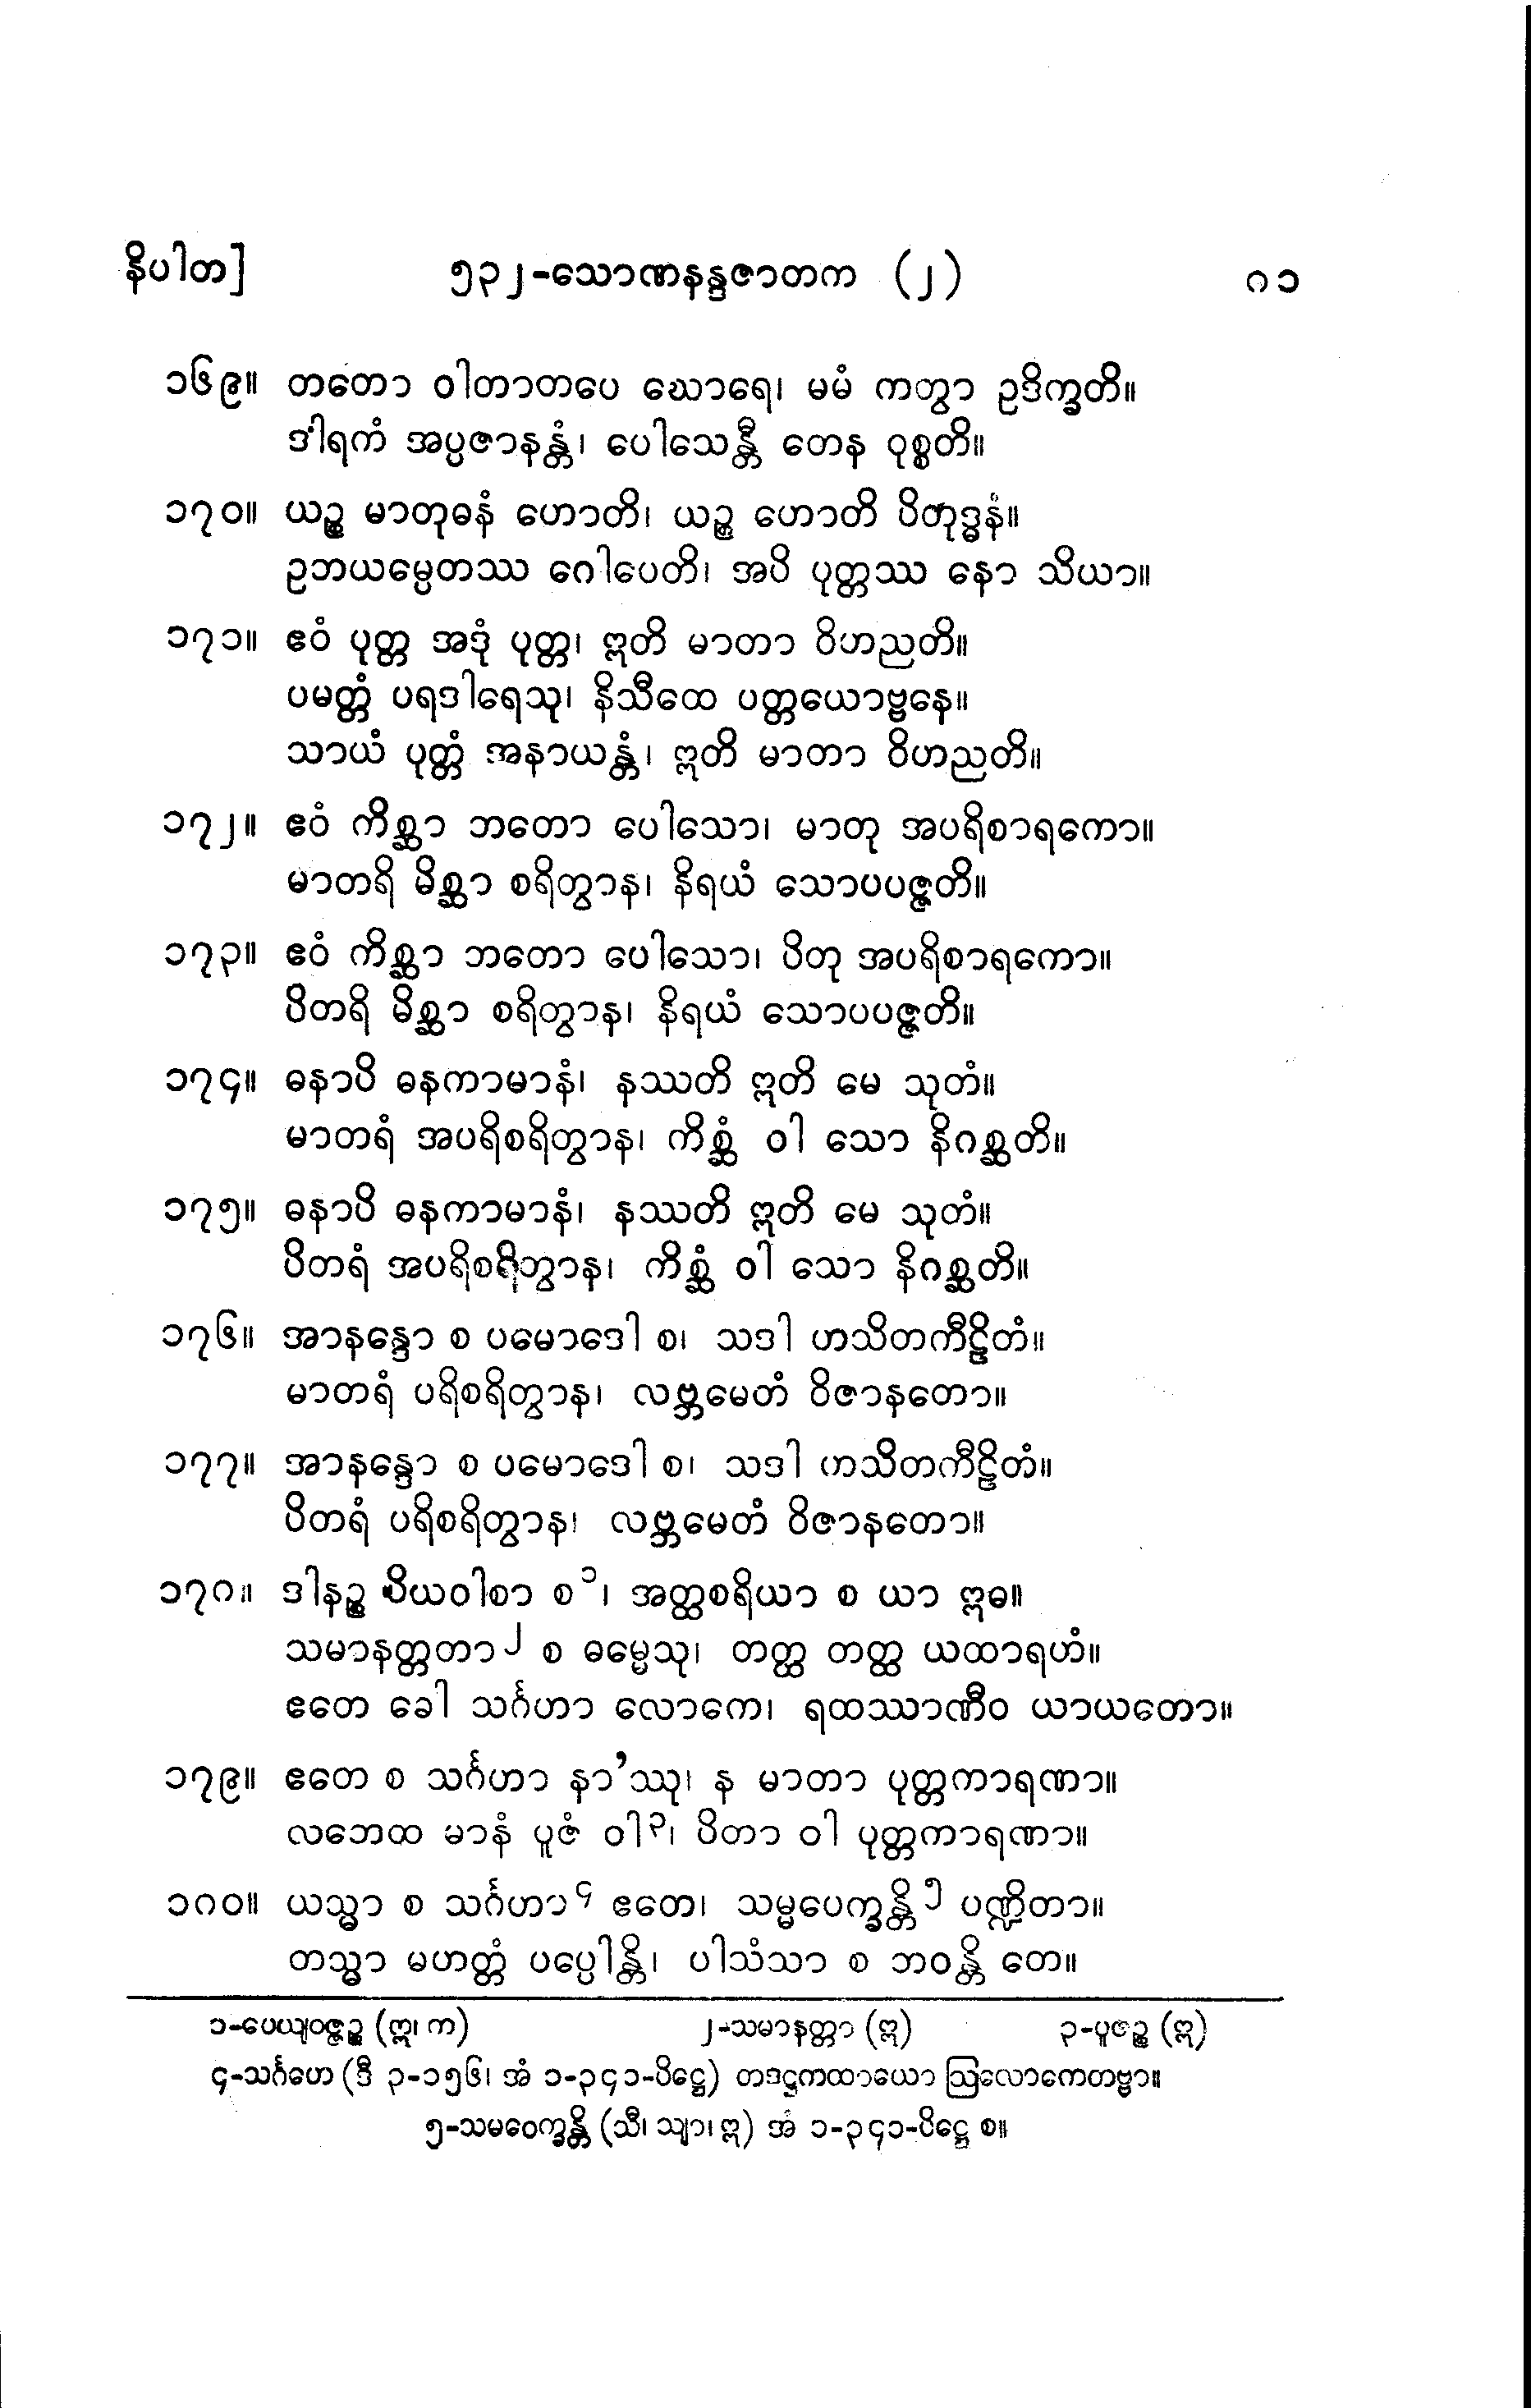 နိပါတ]	၅၃၂-သောဏနန္ဒဇာတက (၂)	၈၁
၁၆၉။ တတော ဝါတာတပေ ဃောရေ၊ မမံ ကတွာ ဥဒိက္ခတိ။
ဒါရကံ အပ္ပဇာနန္တံ၊ ပေါသေန္တီ တေန ဝုစ္စတိ။
၁၇၀။ ယဉ္စ မာတုဓနံ ဟောတိ၊ ယဉ္စ ဟောတိ ပိတုဒ္ဓနံ။
ဥဘယမ္ပေတဿ ဂေါပေတိ၊ အပိ ပုတ္တဿ နော သိယာ။
၁၇၁။ ဧဝံ ပုတ္တ အဒုံ ပုတ္တ၊ ဣတိ မာတာ ဝိဟညတိ။
ပမတ္တံ ပရဒါရေသု၊ နိသီထေ ပတ္တယောဗ္ဗနေ။
သာယံ ပုတ္တံ အနာယန္တံ၊ ဣတိ မာတာ ဝိဟညတိ။
၁၇၂။ ဧဝံ ကိစ္ဆာ ဘတော ပေါသော၊ မာတု အပရိစာရကော။
မာတရိ မိစ္ဆာ စရိတွာန၊ နိရယံ သောပပဇ္ဇတိ။
၁၇၃။ ဧဝံ ကိစ္ဆာ ဘတော ပေါသော၊ ပိတု အပရိစာရကော။
ပိတရိ မိစ္ဆာ စရိတွာန၊ နိရယံ သောပပဇ္ဇတိ။
၁၇၄။ ဓနာပိ ဓနကာမာနံ၊ နဿတိ ဣတိ မေ သုတံ။
မာတရံ အပရိစရိတွာန၊ ကိစ္ဆံ ဝါ သော နိဂစ္ဆတိ။
၁၇၅။ ဓနာပိ ဓနကာမာနံ၊ နဿတိ ဣတိ မေ သုတံ။
ပိတရံ အပရိစရိတွာန၊ ကိစ္ဆံ ဝါ သော နိဂစ္ဆတိ။
၁၇၆။ အာနန္ဒော စ ပမောဒေါ စ၊ သဒါ ဟသိတကီဠိတံ။
မာတရံ ပရိစရိတွာန၊ လဗ္ဘမေတံ ဝိဇာနတော။
၁၇၇။ အာနန္ဒော စ ပမောဒေါ စ၊ သဒါ ဟသိတကီဠိတံ။
ပိတရံ ပရိစရိတွာန၊ လဗ္ဘမေတံ ဝိဇာနတော။
၁၇၈။ ဒါနဉ္စ ပိယဝါစာ စ ၁၊ အတ္ထစရိယာ စ ယာ ဣဓ။
သမာနတ္တတာ ၂ စ ဓမ္မေသု၊ တတ္ထ တတ္ထ ယထာရဟံ။
ဧတေ ခေါ သင်္ဂဟာ လောကေ၊ ရထဿာဏီဝ ယာယတော။
၁၇၉။ ဧတေ စ သင်္ဂဟာ နာ’ဿု၊ န မာတာ ပုတ္တကာရဏာ။
လဘေထ မာနံ ပူဇံ ဝါ ၃၊ ပိတာ ဝါ ပုတ္တကာရဏာ။
၁၈၀။ ယသ္မာ စ သင်္ဂဟာ ၄ ဧတေ၊ သမ္မပေက္ခန္တိ ၅ ပဏ္ဍိတာ။
တသ္မာ မဟတ္တံ ပပ္ပေါန္တိ၊ ပါသံသာ စ ဘဝန္တိ တေ။
၁-ပေယျဝဇ္ဇဉ္စ (ဣ၊ က)	၂-သမာနတ္တာ (ဣ)	၃-ပူဇဉ္စ (ဣ)
၄-သင်္ဂဟေ (ဒီ ၃-၁၅၆၊ အံ ၁-၃၄၁-ပိဋ္ဌေ) တဒဋ္ဌကထာယော ဩလောကေတဗ္ဗာ။
၅-သမဝေက္ခန္တိ (သီ၊ သျာ၊ ဣ) အံ ၁-၃၄၁-ပိဋ္ဌေ စ။